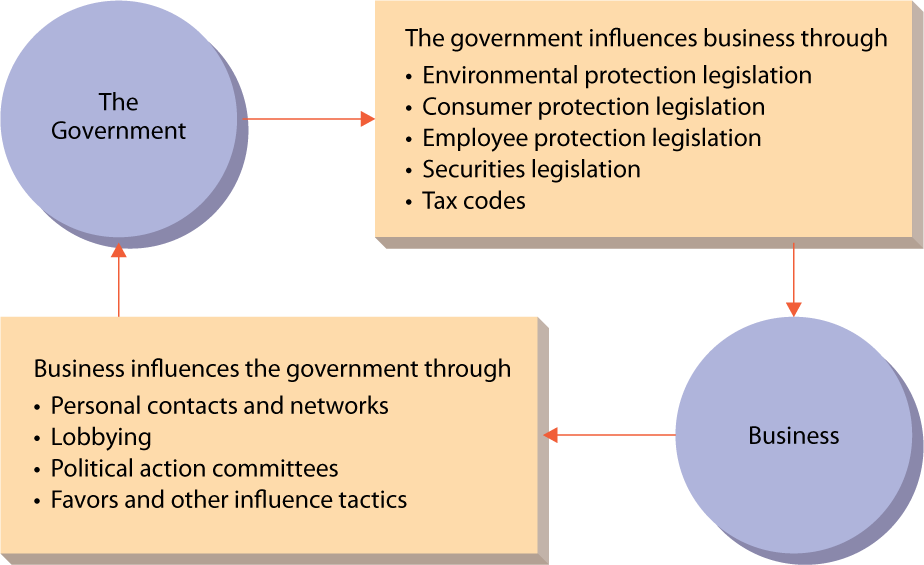 The
Government
The government influences business through
• Environmental protection legislation
• Consumer protection legislation
• Employee protection legislation
• Securities legislation
• Tax codes
Business influences the government through
• Personal contacts and networks
• Lobbying
• Political action committees
• Favors and other influence tactics
Business